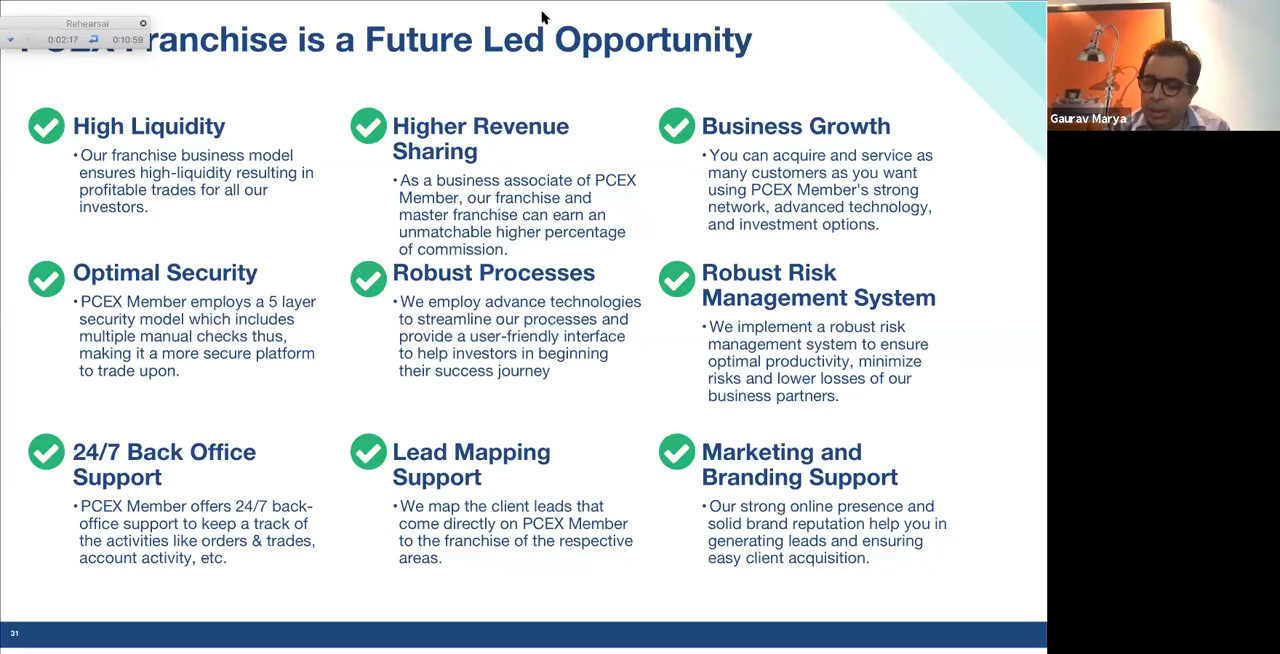 Rehearsal
0:02:17 0:10:59
Franchise is a Future Led Opportunity
Gaurav Marya
High Liquidity
•Our franchise business model
ensures high-liquidity resulting in
profitable trades for all our
investors.
Higher Revenue
Sharing
•As a business associate of PCEX
Member, our franchise and
master franchise can earn an
unmatchable higher percentage
of commission.
Business Growth
•You can acquire and service as
many customers as you want
using PCEX Member's strong
network, advanced technology,
and investment options.
Optimal Security
•PCEX Member employs a 5 layer
security model which includes
multiple manual checks thus,
making it a more secure platform
to trade upon.
Robust Processes
•We employ advance technologies
to streamline our processes and
provide a user-friendly interface
to help investors in beginning
their success journey
Robust Risk
Management System
•We implement a robust risk
management system to ensure
optimal productivity, minimize
risks and lower losses of our
business partners.
24/7 Back Office
Support
•PCEX Member offers 24/7 back-
office support to keep a track of
the activities like orders & trades,
account activity, etc.
Lead Mapping
Support
•We map the client leads that
come directly on PCEX Member
to the franchise of the respective
areas.
Marketing and
Branding Support
•Our strong online presence and
solid brand reputation help you in
generating leads and ensuring
easy client acquisition.
31